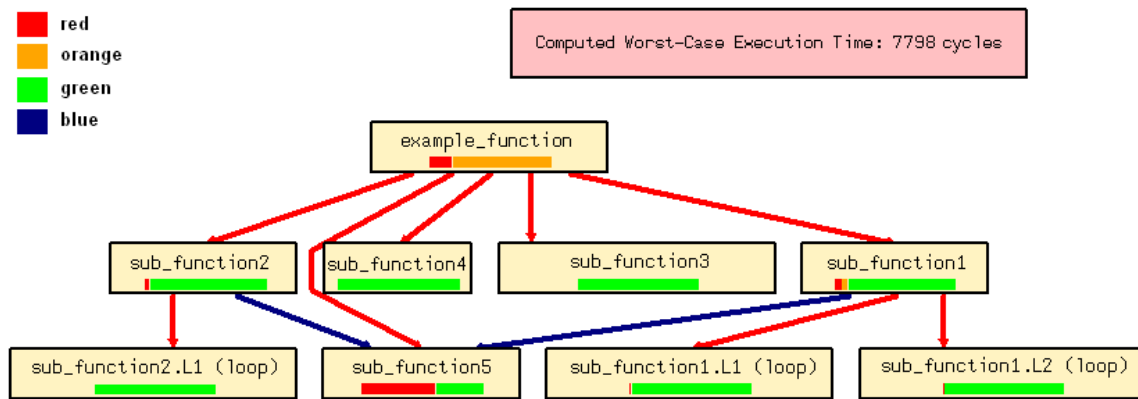 red
orange
green
blue
Computed Worst-Case Execution Time: 7798 cycles
example_function
sub_function2
sub_function4
sub_function3
sub_function1
sub_function2.L1 (loop)
sub_function5
sub_function1.L1 (loop)
sub_function1.L2 (loop)